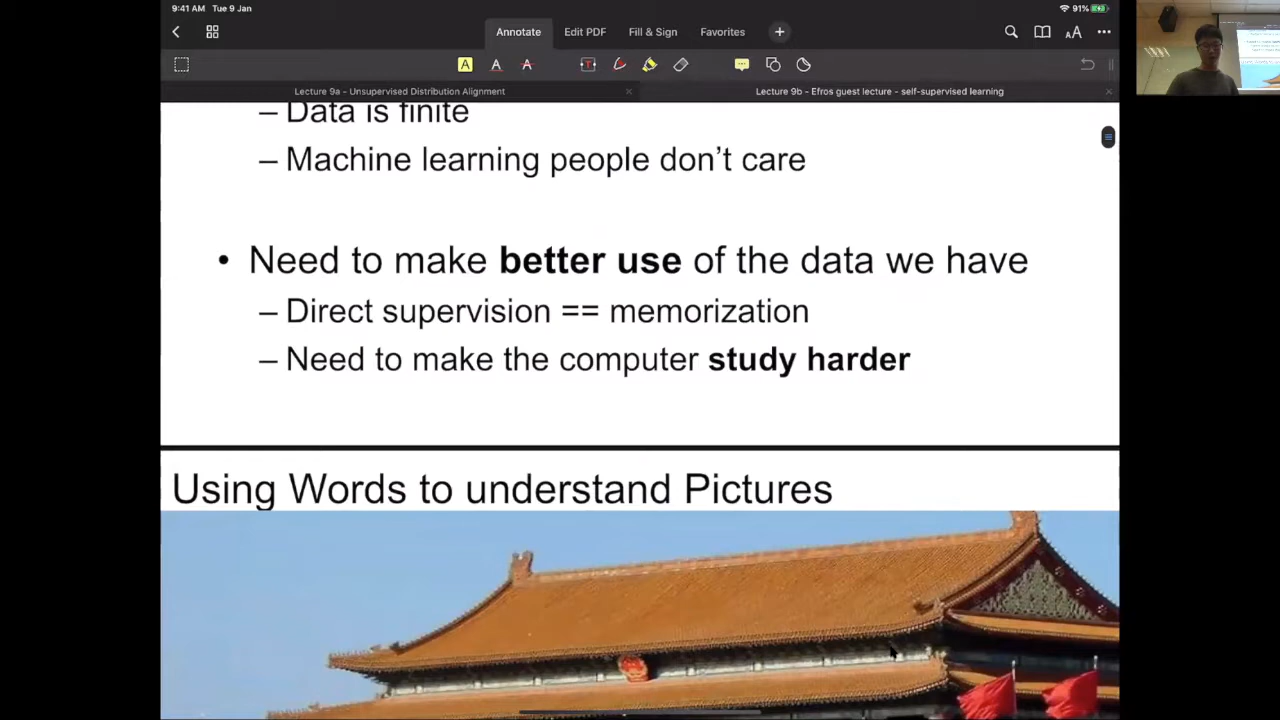 9:41 AM Tue 9 Jan
91%
Annotate
Edit PDF
Fill & Sign
Favorites
Lecture 9a - Unsupervised Distribution Alignment
Lecture 9b - Efros guest lecture - self-supervised learning
– Data is finite
– Machine learning people don’t care
• Need to make better use of the data we have
– Direct supervision == memorization
– Need to make the computer study harder
Using Words to understand Pictures